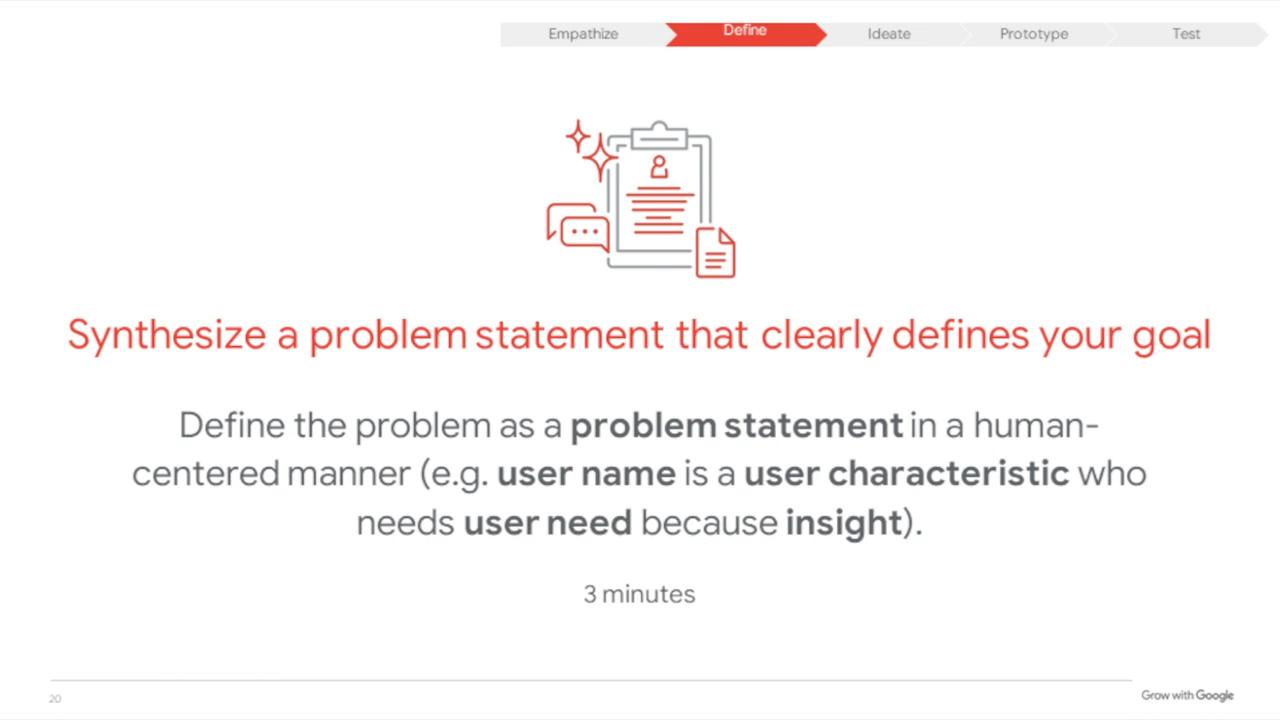 Empathize
Define
Ideate
Prototype
Test
Synthesize a problem statement that clearly defines your goal
Define the problem as a problem statement in a human-
centered manner (e.g. user name is a user characteristic who
needs user need because insight).
3 minutes
20
Grow with Google